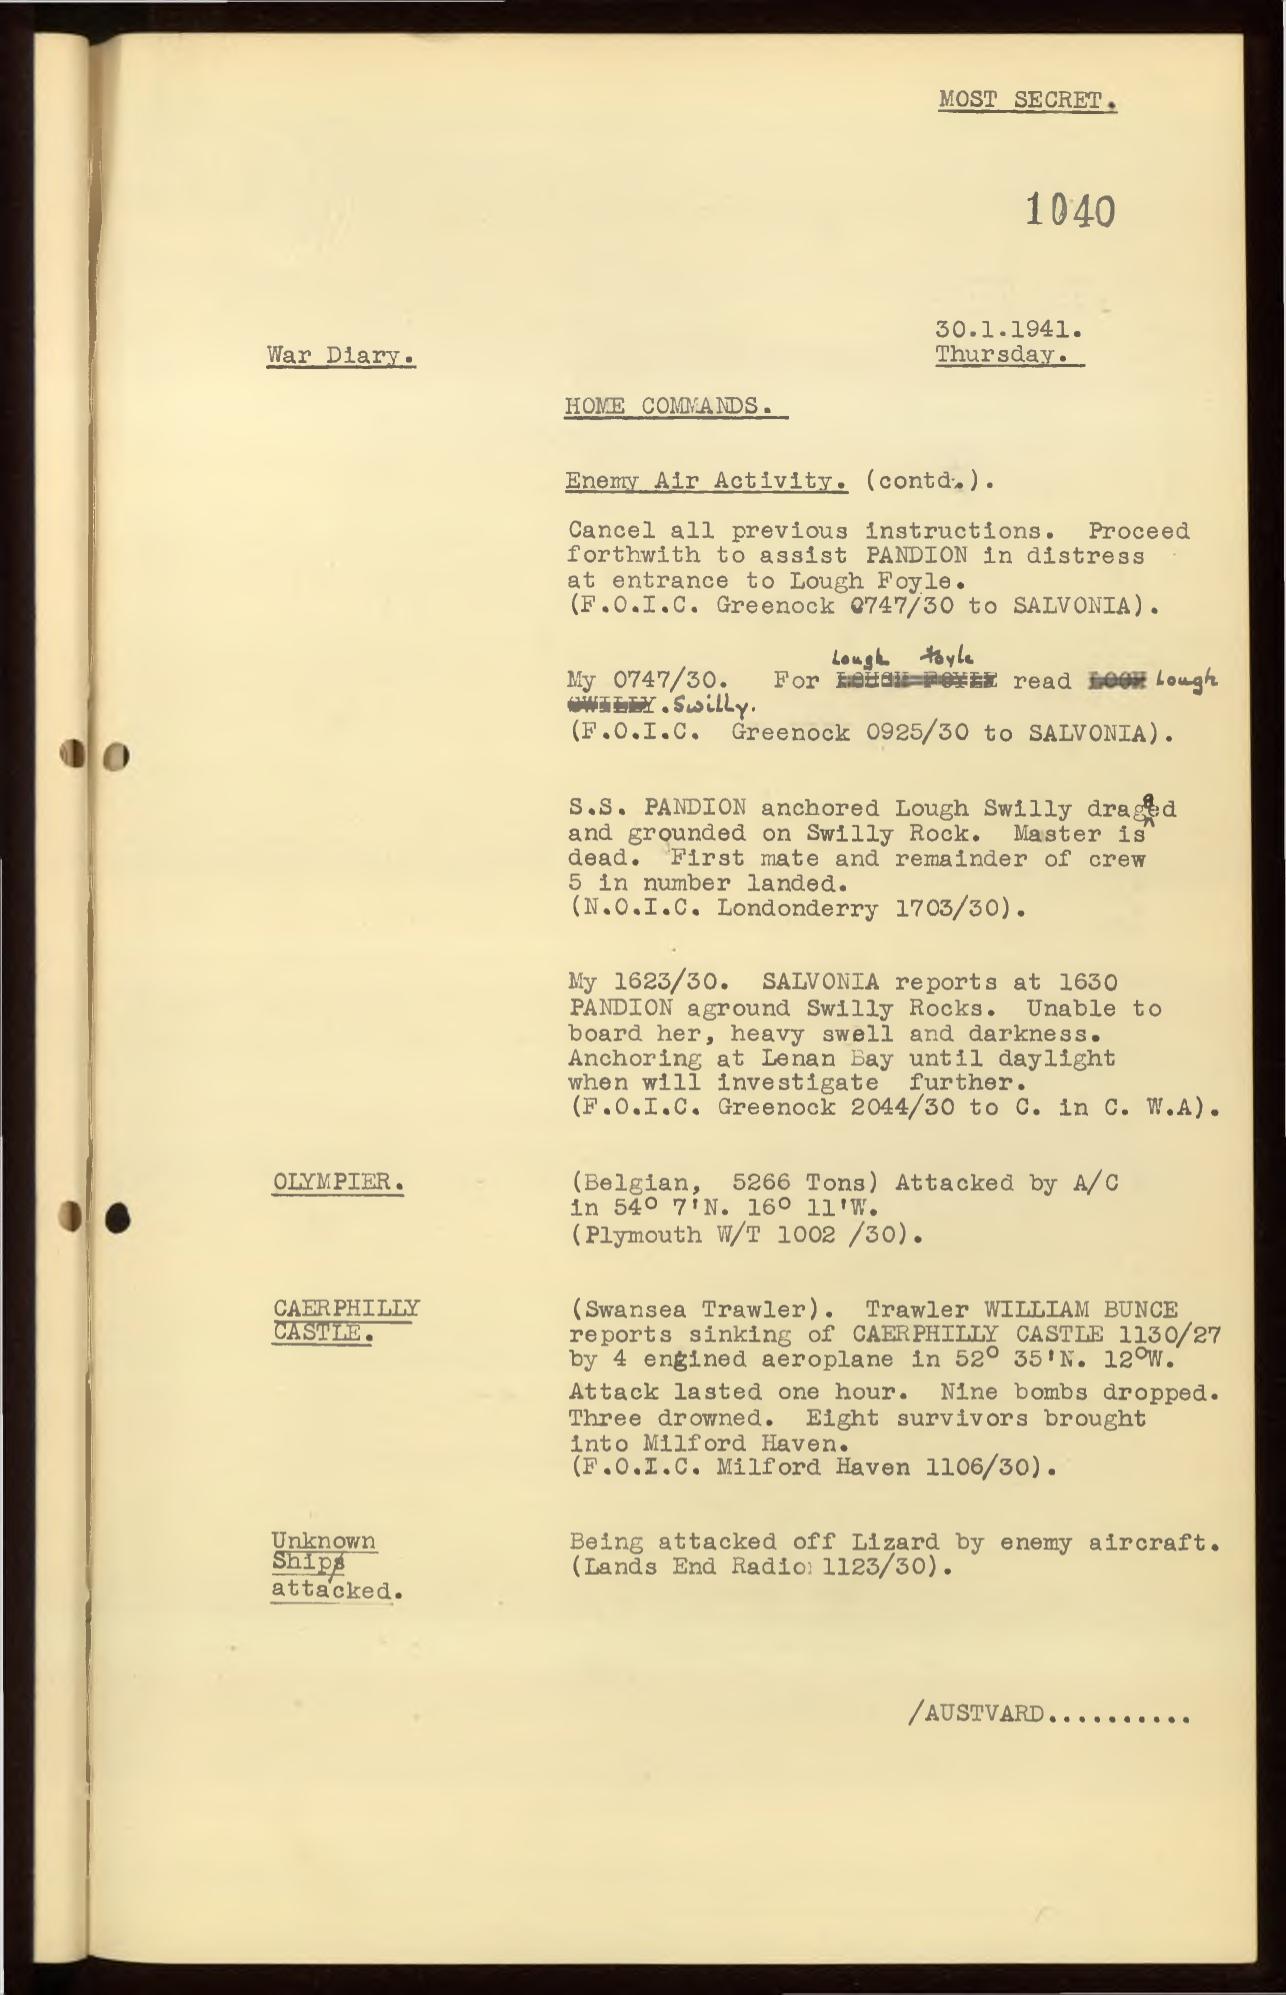 MOST SECRET.
1040
30.1.1941.
War Diary.
Thursday.
HOME COMMANDS.
Enemy Air Activity. (contd.).
Cancel all previous instructions. Proceed
forthwith to assist PANDION in distress
at entrance to Lough Foyle.
(F.O.I.C. Greenock 0747/30 to SALVONIA).
Lough Foyle
My 0747/30. For LOUGH FOYLE read LOCH Lough
SWILLY. Swilly.
(F.O.I.C. Greenock 0925/30 to SALVONIA).
S.S. PANDION anchored Lough Swilly dragged
and grounded on Swilly Rock. Master is
dead. First mate and remainder of crew
5 in number landed.
(N.O.I.C. Londonderry 1703/30).
My 1623/30. SALVONIA reports at 1630
PANDION aground Swilly Rocks. Unable to
board her, heavy swell and darkness.
Anchoring at Lenan Bay until daylight
when will investigate further.
(F.O.I.C. Greenock 2044/30 to C. in C. W.A).
OLYMPIER. (Belgian, 5266 Tons) Attacked by A/C
in 54° 7'N. 16° 11'W.
(Plymouth W/T 1002 /30).
CAERPHILLY (Swansea Trawler). Trawler WILLIAM BUNCE
CASTLE. reports sinking of CAERPHILLY CASTLE 1130/27
by 4 engined aeroplane in 52° 35'N. 12°W.
Attack lasted one hour. Nine bombs dropped.
Three drowned. Eight survivors brought
into Milford Haven.
(F.O.I.C. Milford Haven 1106/30).
Unknown Being attacked off Lizard by enemy aircraft.
Ships (Lands End Radio 1123/30).
attacked.
/AUSTVARD..........